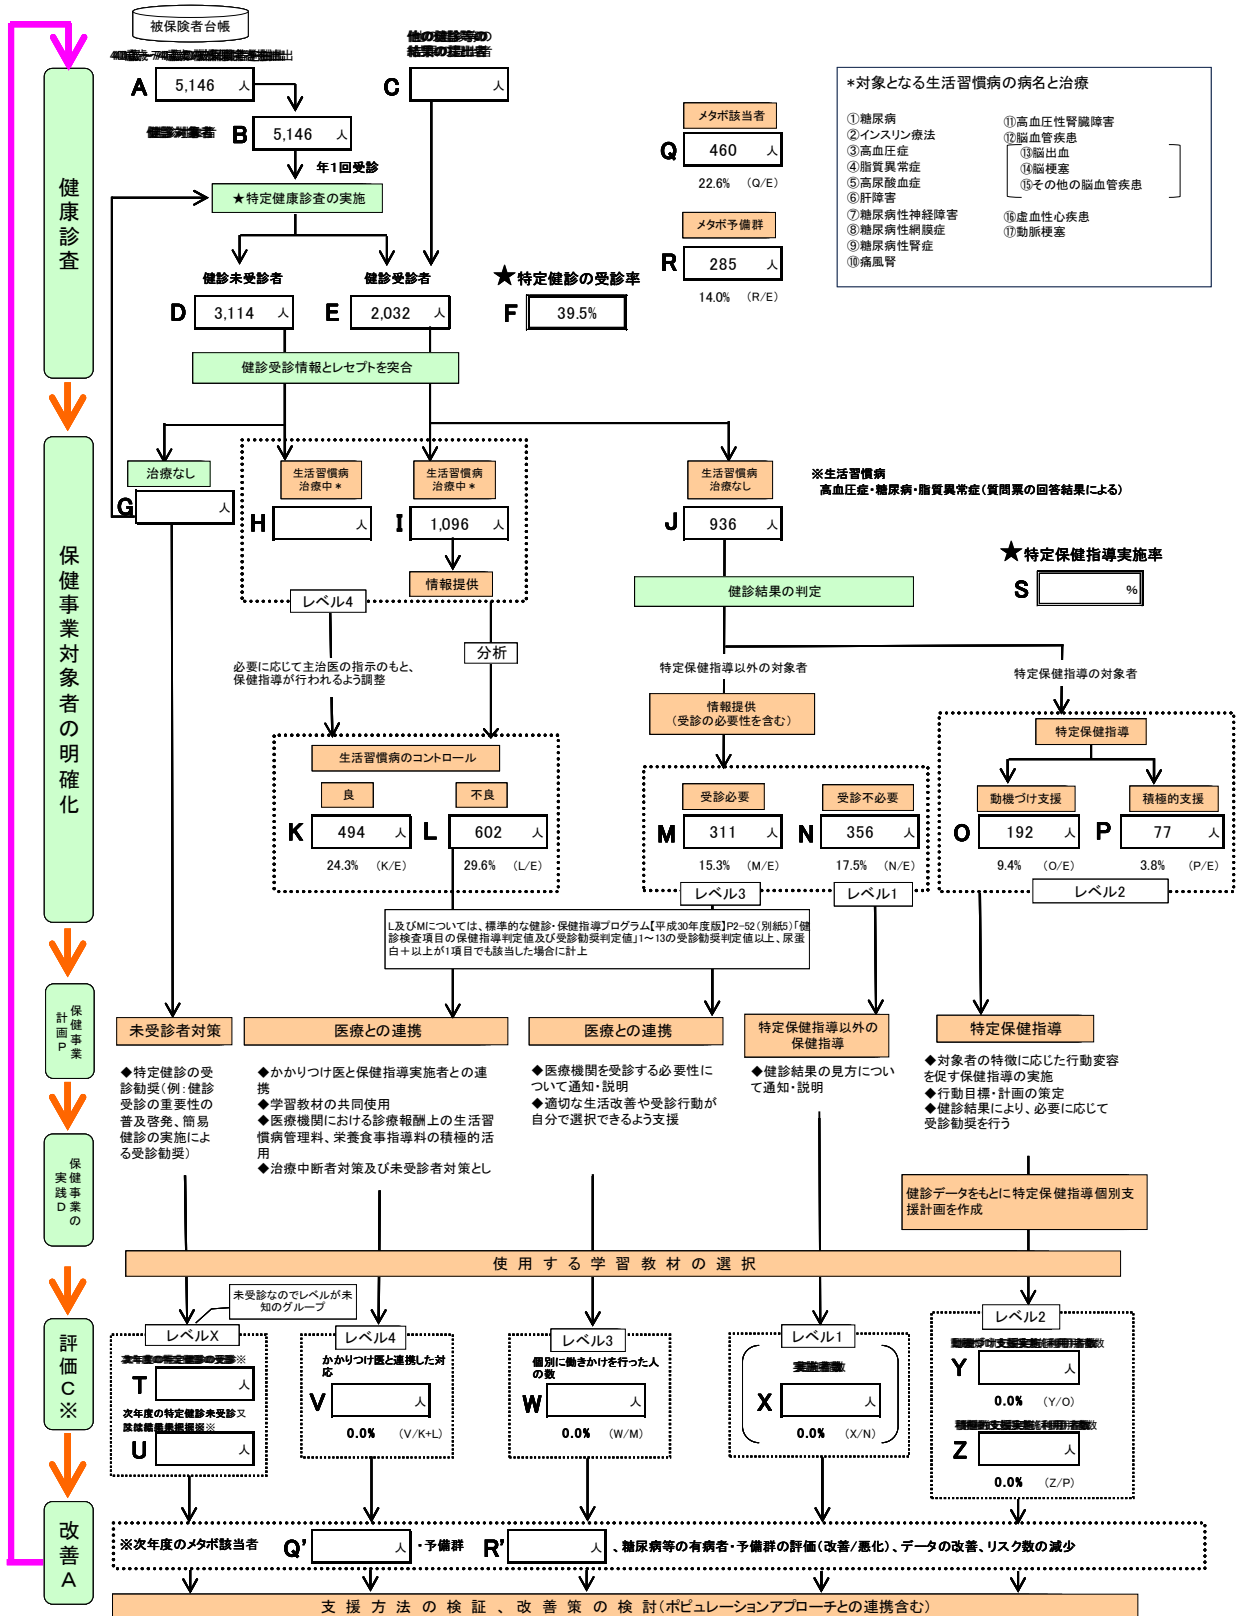 被保険者台帳
A 5,146 人
他の健診等の
結果の提出者
C 人
健診対象者
B 5,146 人
年1回受診
★特定健康診査の実施
健診未受診者
D 3,114 人
健診受診者
E 2,032 人
★特定健診の受診率
F 39.5%
メタボ該当者
Q 460 人
22.6% (Q/E)
メタボ予備群
R 285 人
14.0% (R/E)
*対象となる生活習慣病の病名と治療
①糖尿病
②インスリン療法
③高血圧症
④脂質異常症
⑤高尿酸血症
⑥肝障害
⑦糖尿病性神経障害
⑧糖尿病性網膜症
⑨糖尿病性腎症
⑩痛風腎
⑪高血圧性腎臓障害
⑫脳血管疾患
⑬脳出血
⑭脳梗塞
⑮その他の脳血管疾患
⑯虚血性心疾患
⑰動脈梗塞
健康診査
健診受診情報とレセプトを突合
治療なし
G 人
生活習慣病
治療中*
H 人
生活習慣病
治療中*
I 1,096 人
情報提供
レベル4
生活習慣病
治療なし
J 936 人
※生活習慣病
高血圧症・糖尿病・脂質異常症(質問票の回答結果による)
★特定保健指導実施率
S %
健診結果の判定
保健事業対象者の明確化
必要に応じて主治医の指示のもと、
保健指導が行われるよう調整
分析
特定保健指導以外の対象者
特定保健指導の対象者
情報提供
(受診の必要性を含む)
特定保健指導
生活習慣病のコントロール
良
不良
K 494 人
24.3% (K/E)
L 602 人
29.6% (L/E)
受診必要
受診不必要
M 311 人
15.3% (M/E)
N 356 人
17.5% (N/E)
動機づけ支援
積極的支援
O 192 人
9.4% (O/E)
P 77 人
3.8% (P/E)
レベル3
レベル1
レベル2
L及びMについては、標準的な健診・保健指導プログラム【平成30年度版】P2-52(別紙5)「健
診検査項目の保健指導判定値及び受診勧奨判定値」1~13の受診勧奨判定値以上、尿蛋
白+以上が1項目でも該当した場合に計上
保健事業
計画P
未受診者対策
◆特定健診の受
診勧奨(例:健診
受診の重要性の
普及啓発、簡易
健診の実施によ
る受診勧奨)
医療との連携
◆かかりつけ医と保健指導実施者との連
携
◆学習教材の共同使用
◆医療機関における診療報酬上の生活習
慣病管理料、栄養食事指導料の積極的活
用
◆治療中断者対策及び未受診者対策とし
医療との連携
◆医療機関を受診する必要性に
ついて通知・説明
◆適切な生活改善や受診行動が
自分で選択できるよう支援
特定保健指導以外の
保健指導
◆健診結果の見方につい
て通知・説明
特定保健指導
◆対象者の特徴に応じた行動変容
を促す保健指導の実施
◆行動目標・計画の策定
◆健診結果により、必要に応じて
受診勧奨を行う
保健事業の
実践D
健診データをもとに特定保健指導個別支
援計画を作成
使用する学習教材の選択
未受診なのでレベルが未
知のグループ
評価C※
レベルX
次年度の特定健診の受診※
T 人
次年度の特定健診未受診又
U 人
レベル4
かかりつけ医と連携した対
応
V 人
0.0% (V/K+L)
レベル3
個別に働きかけを行った人
の数
W 人
0.0% (W/M)
レベル1
実施者数
X 人
0.0% (X/N)
レベル2
Y 人
0.0% (Y/O)
Z 人
0.0% (Z/P)
改善A
※次年度のメタボ該当者 Q' 人 ・予備群 R' 人 、糖尿病等の有病者・予備群の評価(改善/悪化)、データの改善、リスク数の減少
支援方法の検証、改善策の検討(ポピュレーションアプローチとの連携含む)